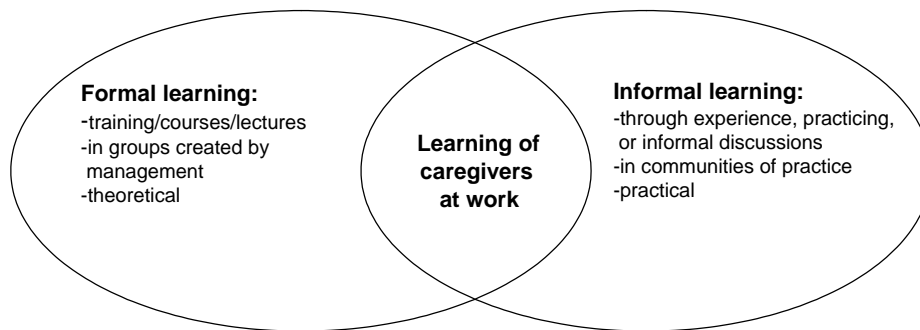 Formal learning:
-training/courses/lectures
-in groups created by
management
-theoretical
Learning of
caregivers
at work
Informal learning:
-through experience, practicing,
or informal discussions
-in communities of practice
-practical